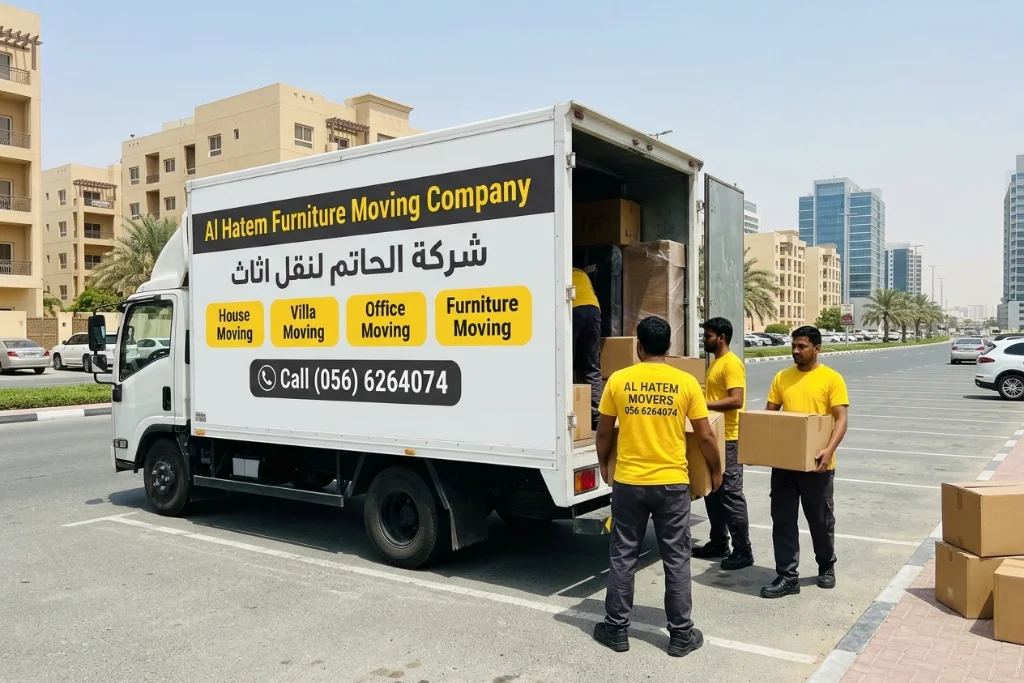 Al Hatem Furniture Moving Company
شركة الحاتم لنقل اثاث
House Moving
Villa Moving
Office Moving
Furniture Moving
Call (056) 6264074
AL HATEM
MOVERS
056 6264074